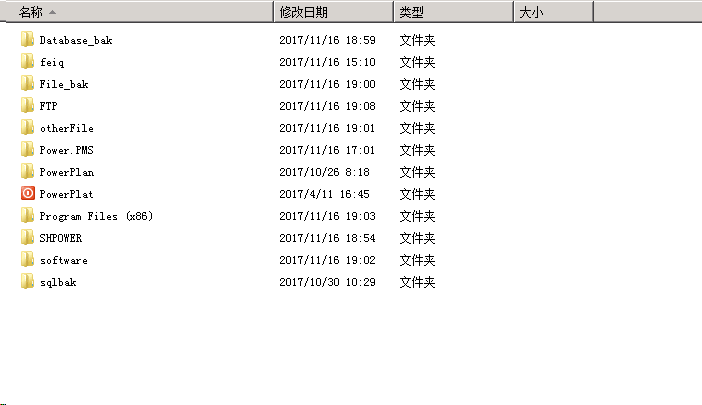 名称 修改日期 类型 大小
Database_bak 2017/11/16 18:59 文件夹
feiq 2017/11/16 15:10 文件夹
File_bak 2017/11/16 19:00 文件夹
FTP 2017/11/16 19:08 文件夹
otherFile 2017/11/16 19:01 文件夹
Power.PMS 2017/11/16 17:01 文件夹
PowerPlan 2017/10/26 8:18 文件夹
PowerPlat 2017/4/11 16:45 文件夹
Program Files (x86) 2017/11/16 19:03 文件夹
SHPOWER 2017/11/16 18:54 文件夹
software 2017/11/16 19:02 文件夹
sqlbak 2017/10/30 10:29 文件夹